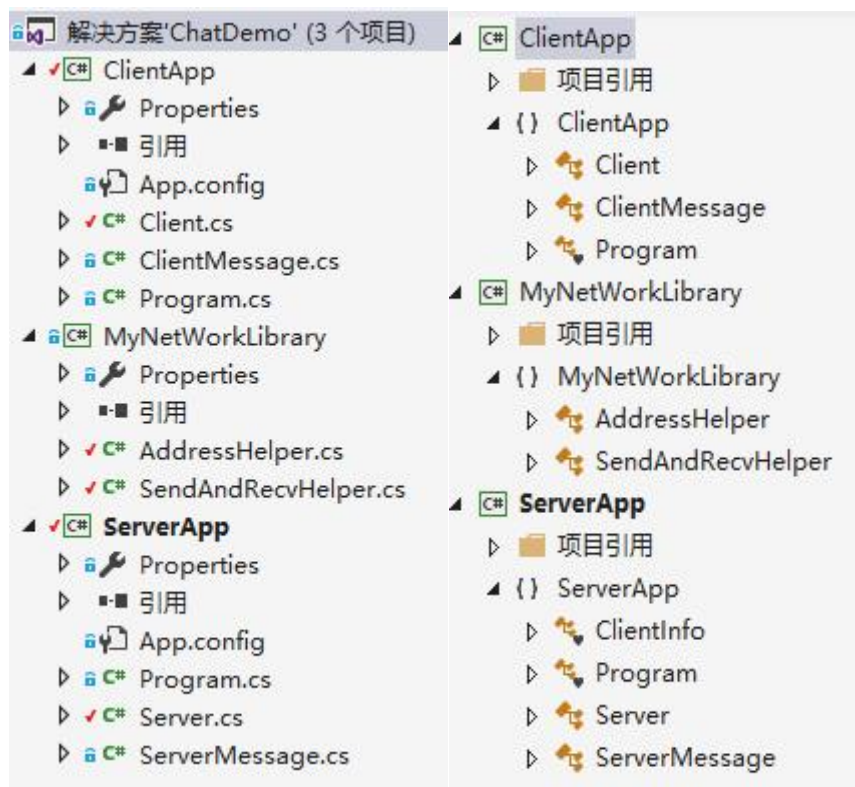 解决方案'ChatDemo' (3 个项目)
C# ClientApp
Properties
引用
App.config
C# Client.cs
C# ClientMessage.cs
C# Program.cs
C# MyNetWorkLibrary
Properties
引用
C# AddressHelper.cs
C# SendAndRecvHelper.cs
C# ServerApp
Properties
引用
App.config
C# Program.cs
C# Server.cs
C# ServerMessage.cs
C# ClientApp
项目引用
{} ClientApp
Client
ClientMessage
Program
C# MyNetWorkLibrary
项目引用
{} MyNetWorkLibrary
AddressHelper
SendAndRecvHelper
C# ServerApp
项目引用
{} ServerApp
ClientInfo
Program
Server
ServerMessage